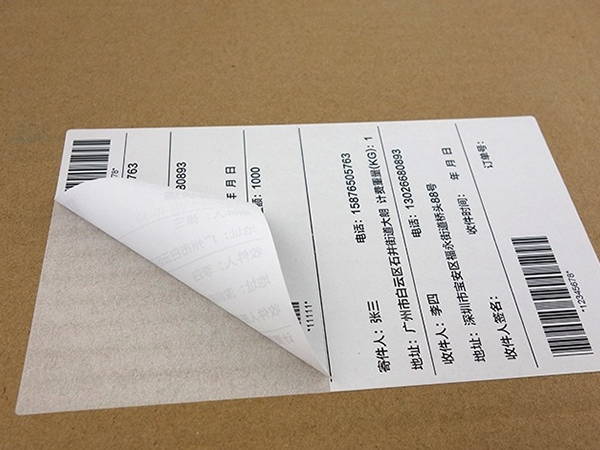 78*
763
680893
年 月 日
额：1000
*11111*
寄件人：张三 电话：15876505763
地址：广州市白云区石井街道大朗 计费重量(KG)：1
收件人：李四 电话：13026680893
地址：深圳市宝安区福永街道桥头88号
收件人签名： 收件时间： 年 月 日
订单号：
*12345678*